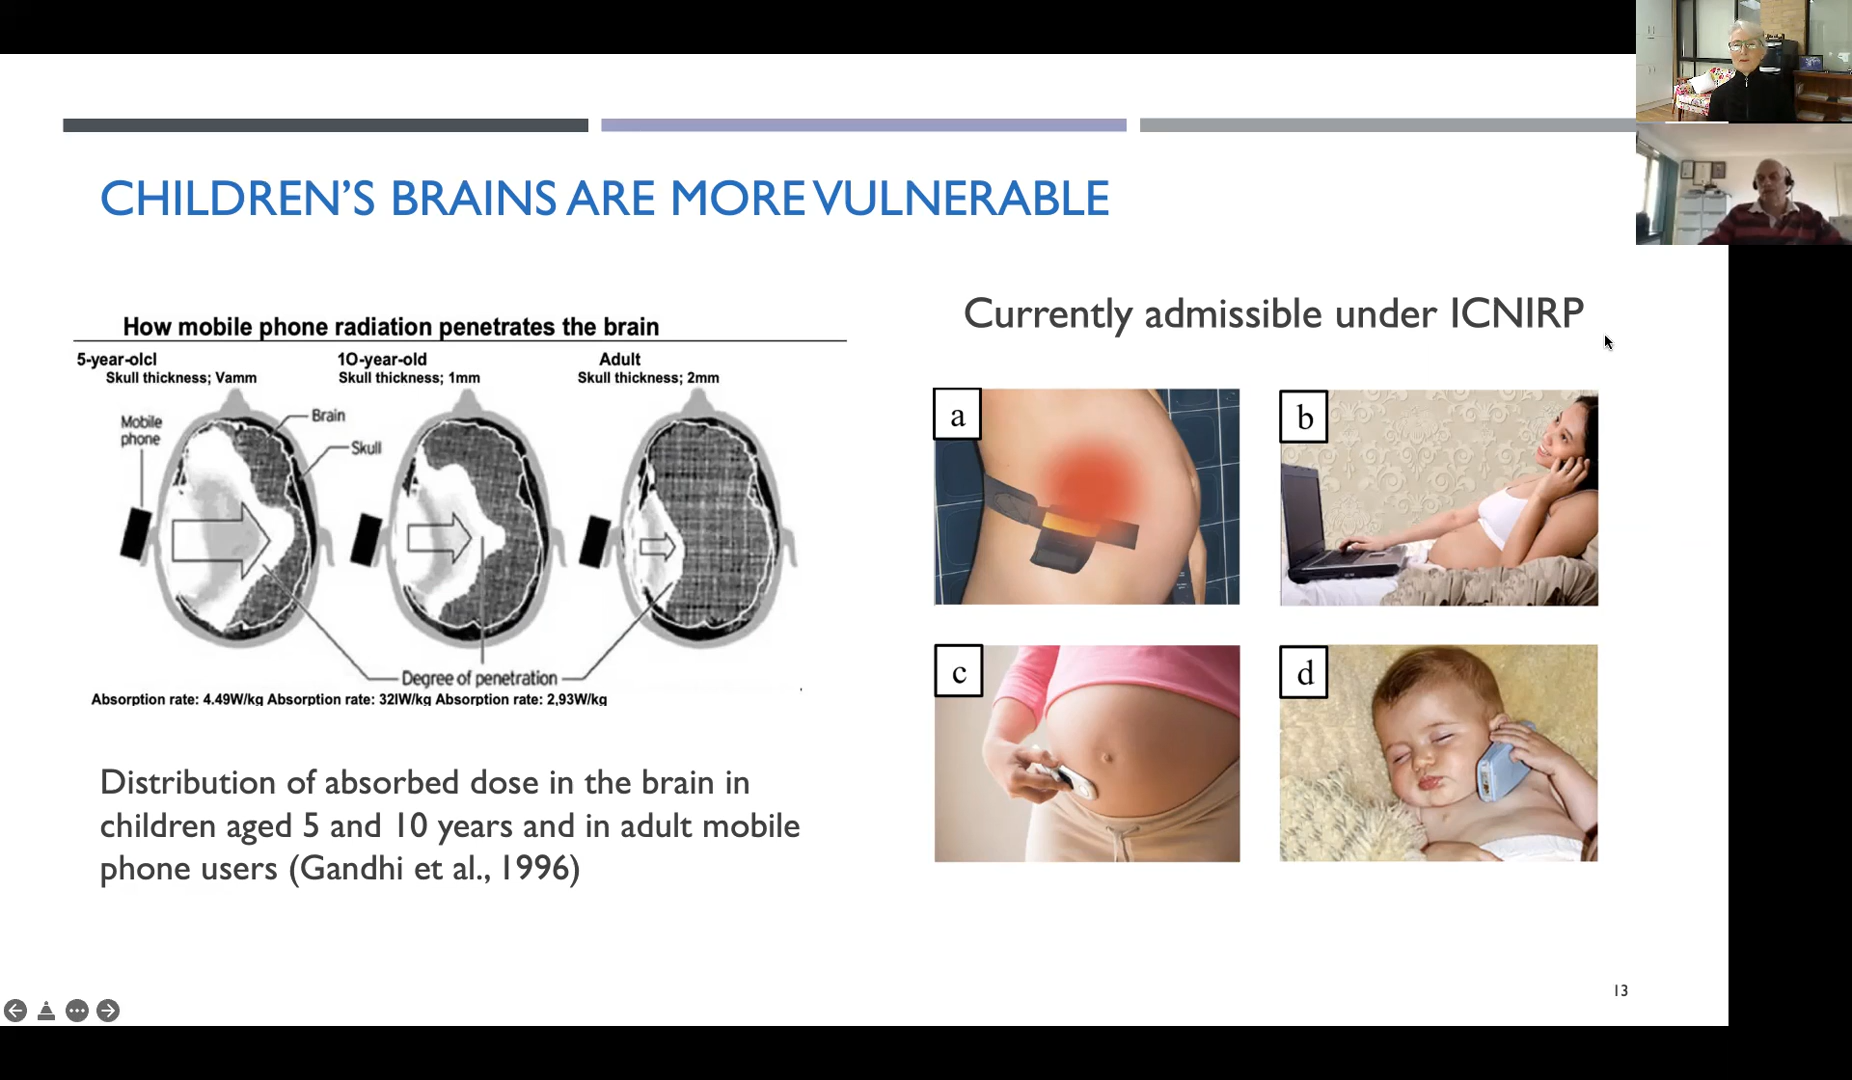 CHILDREN'S BRAINS ARE MORE VULNERABLE
How mobile phone radiation penetrates the brain
5-year-olcl
Skull thickness; Vamm
1O-year-old
Skull thickness; 1mm
Adult
Skull thickness; 2mm
Mobile
phone
Brain
Skull
Degree of penetration
Absorption rate: 4.49W/kg Absorption rate: 32IW/kg Absorption rate: 2,93W/kg
Distribution of absorbed dose in the brain in
children aged 5 and 10 years and in adult mobile
phone users (Gandhi et al., 1996)
Currently admissible under ICNIRP
a
b
c
d
13